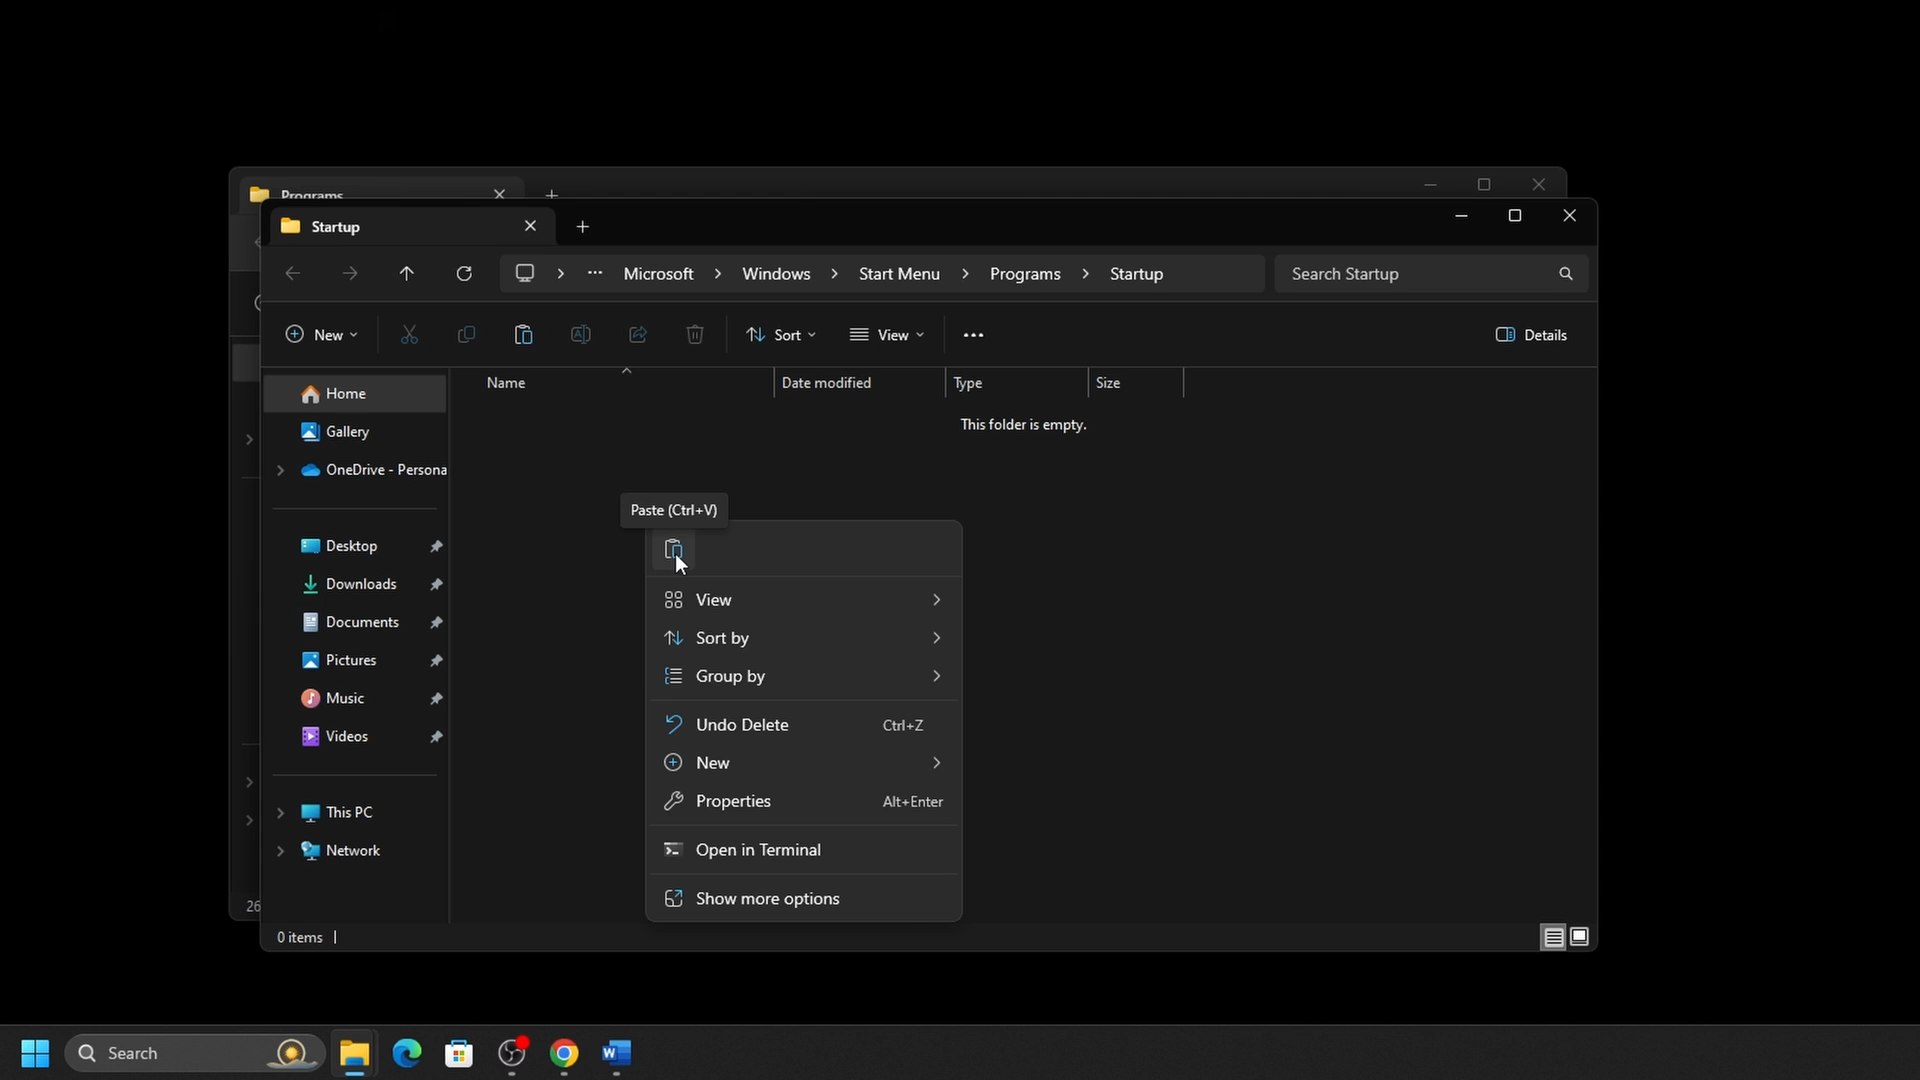 Programs
Startup
Microsoft > Windows > Start Menu > Programs > Startup
Search Startup
New
Sort
View
Details
Name
Date modified
Type
Size
This folder is empty.
Home
Gallery
OneDrive - Persona
Desktop
Downloads
Documents
Pictures
Music
Videos
This PC
Network
Paste (Ctrl+V)
View
Sort by
Group by
Undo Delete Ctrl+Z
New
Properties Alt+Enter
Open in Terminal
Show more options
26
0 items
Search